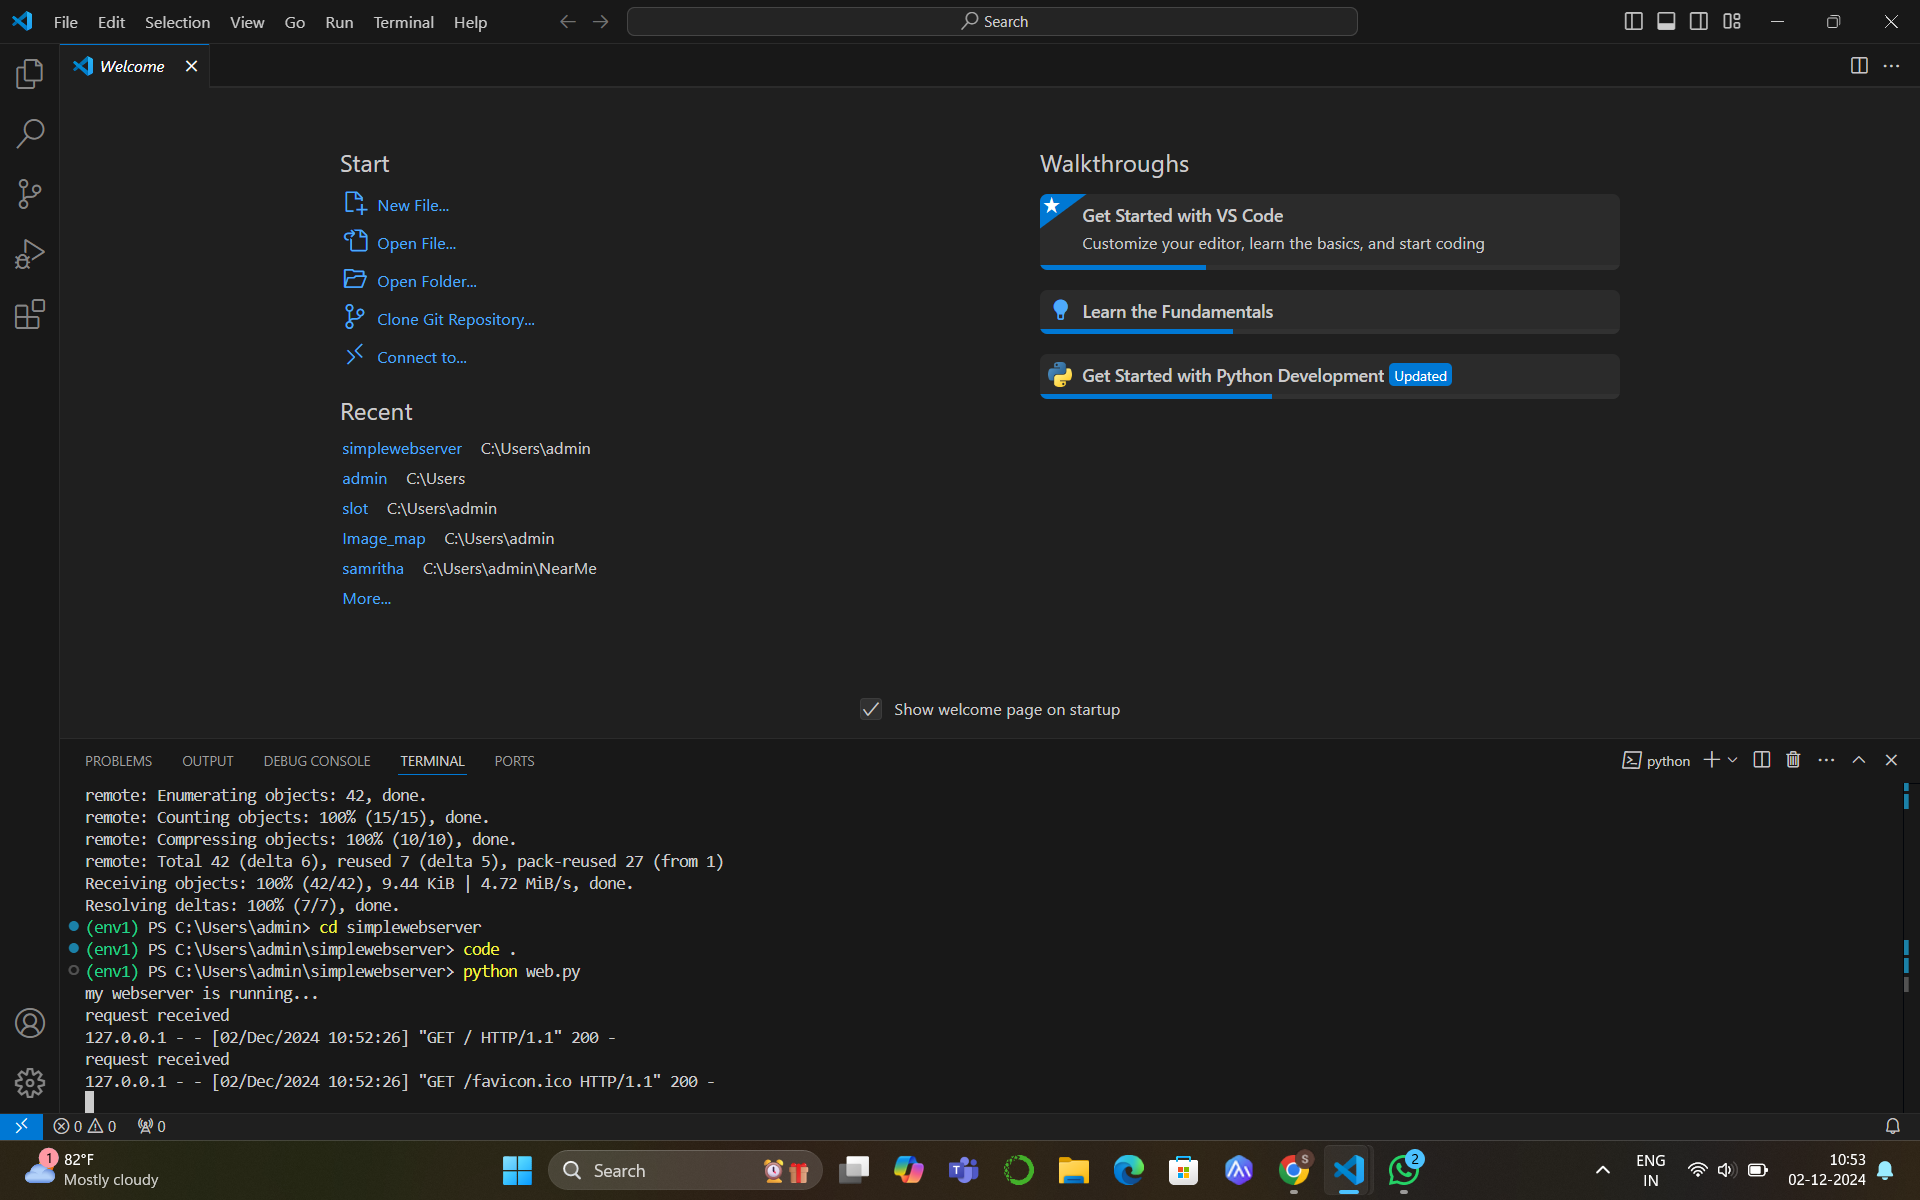 File Edit Selection View Go Run Terminal Help
Search
Welcome
Start
New File...
Open File...
Open Folder...
Clone Git Repository...
Connect to...
Recent
simplewebserver C:\Users\admin
admin C:\Users
slot C:\Users\admin
Image_map C:\Users\admin
samritha C:\Users\admin\NearMe
More...
Walkthroughs
Get Started with VS Code
Customize your editor, learn the basics, and start coding
Learn the Fundamentals
Get Started with Python Development Updated
Show welcome page on startup
PROBLEMS OUTPUT DEBUG CONSOLE TERMINAL PORTS
python
remote: Enumerating objects: 42, done.
remote: Counting objects: 100% (15/15), done.
remote: Compressing objects: 100% (10/10), done.
remote: Total 42 (delta 6), reused 7 (delta 5), pack-reused 27 (from 1)
Receiving objects: 100% (42/42), 9.44 KiB | 4.72 MiB/s, done.
Resolving deltas: 100% (7/7), done.
(env1) PS C:\Users\admin> cd simplewebserver
(env1) PS C:\Users\admin\simplewebserver> code .
(env1) PS C:\Users\admin\simplewebserver> python web.py
my webserver is running...
request received
127.0.0.1 - - [02/Dec/2024 10:52:26] "GET / HTTP/1.1" 200 -
request received
127.0.0.1 - - [02/Dec/2024 10:52:26] "GET /favicon.ico HTTP/1.1" 200 -
0 0 0
1
82°F
Mostly cloudy
Search
S
2
ENG
IN
10:53
02-12-2024